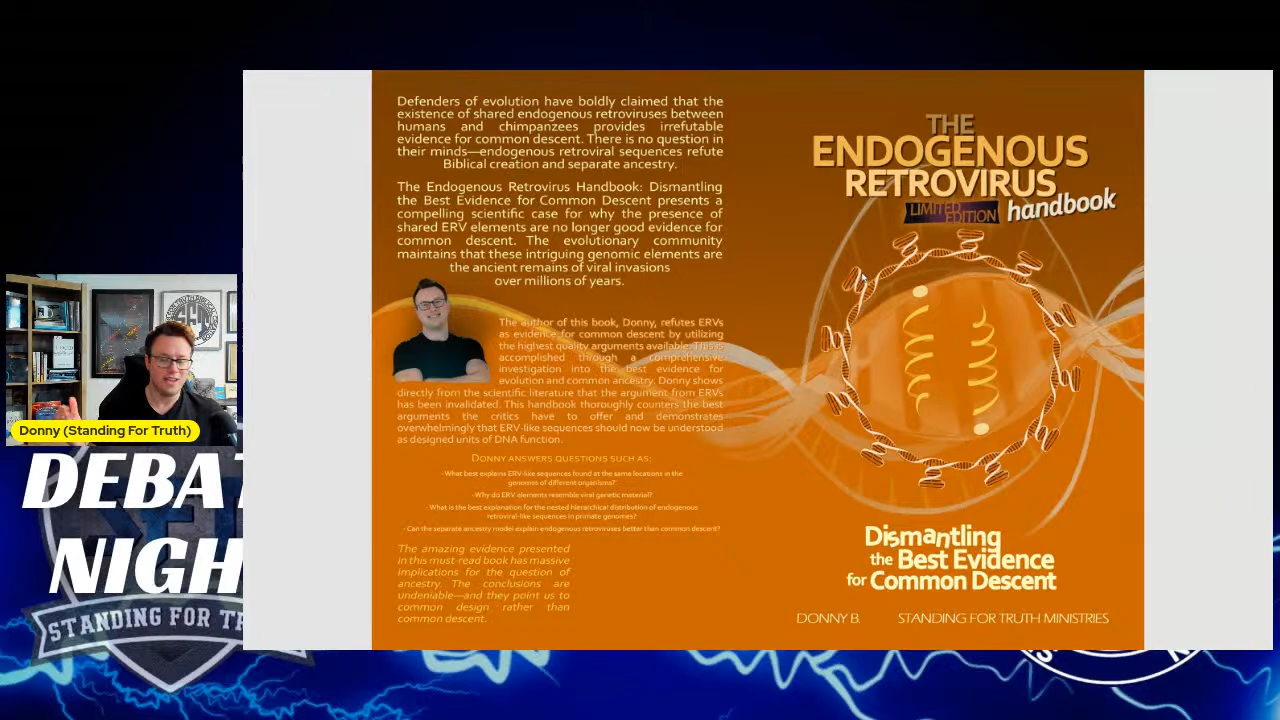 Defenders of evolution have boldly claimed that the
existence of shared endogenous retroviruses between
humans and chimpanzees provides irrefutable
evidence for common descent. There is no question in
their minds—endogenous retroviral sequences refute
Biblical creation and separate ancestry.
The Endogenous Retrovirus Handbook: Dismantling
the Best Evidence for Common Descent presents a
compelling scientific case for why the presence of
shared ERV elements are no longer good evidence for
common descent. The evolutionary community
maintains that these intriguing genomic elements are
the ancient remains of viral invasions
over millions of years.
The author of this book, Donny, refutes ERVs
as evidence for common descent by utilizing
the highest quality arguments available. This is
accomplished through a comprehensive
investigation into the best evidence for
evolution and common ancestry. Donny shows
directly from the scientific literature that the argument from ERVs
has been invalidated. This handbook thoroughly counters the best
arguments the critics have to offer and demonstrates
overwhelmingly that ERV-like sequences should now be understood
as designed units of DNA function.
DONNY ANSWERS QUESTIONS SUCH AS:
· What best explains ERV-like sequences found at the same locations in the
genomes of different organisms?
· Why do ERV elements resemble viral genetic material?
· What is the best explanation for the nested hierarchical distribution of endogenous
retroviral-like sequences in primate genomes?
· Can the separate ancestry model explain endogenous retroviruses better than common descent?
The amazing evidence presented
in this must-read book has massive
implications for the question of
ancestry. The conclusions are
undeniable—and they point us to
common design rather than
common descent.
THE
ENDOGENOUS
RETROVIRUS
LIMITED EDITION
handbook
Dismantling
the Best Evidence
for Common Descent
DONNY B. STANDING FOR TRUTH MINISTRIES
Donny (Standing For Truth)
DEBAT
NIGH
STANDING FOR TR